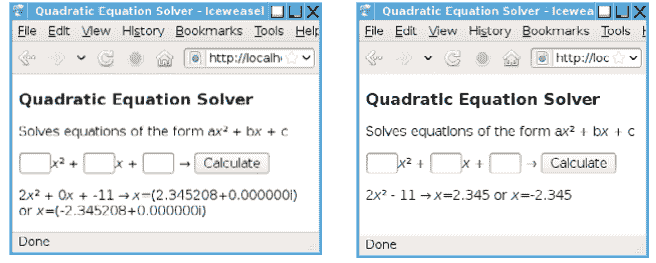 Quadratic Equation Solver - Iceweasel
File Edit View History Bookmarks Tools Help
http://localh
Quadratic Equation Solver
Solves equations of the form ax² + bx + c
x² + x + → Calculate
2x² + 0x + -11 → x=(2.345208+0.000000i)
or x=(-2.345208+0.000000i)
Done
Quadratic Equation Solver - Icewea
File Edit View History Bookmarks Tools H
http://loc
Quadratic Equation Solver
Solves equations of the form ax² + bx + c
x² + x + → Calculate
2x² - 11 → x=2.345 or x=-2.345
Done